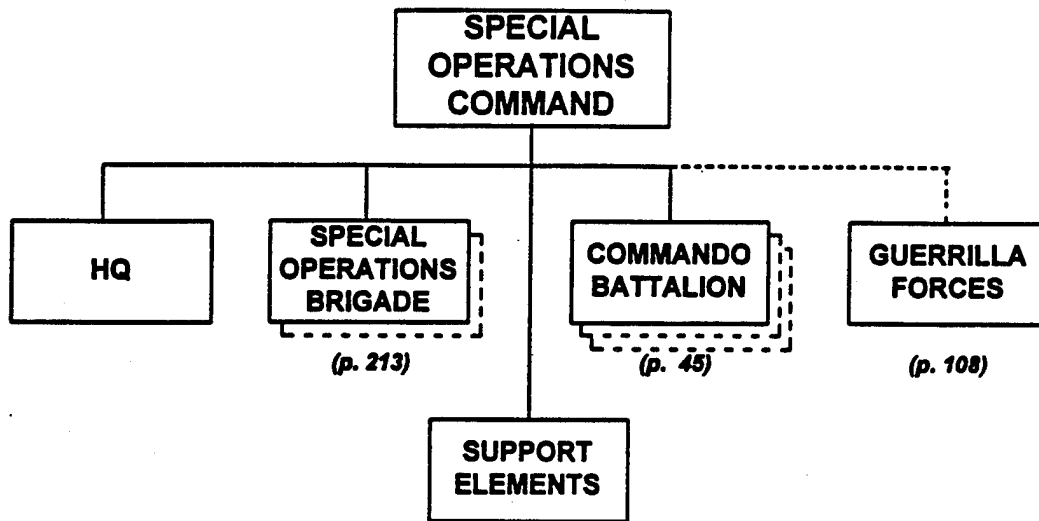 SPECIAL
OPERATIONS
COMMAND
HQ
SPECIAL
OPERATIONS
BRIGADE
(p. 213)
COMMANDO
BATTALION
(p. 45)
GUERRILLA
FORCES
(p. 108)
SUPPORT
ELEMENTS